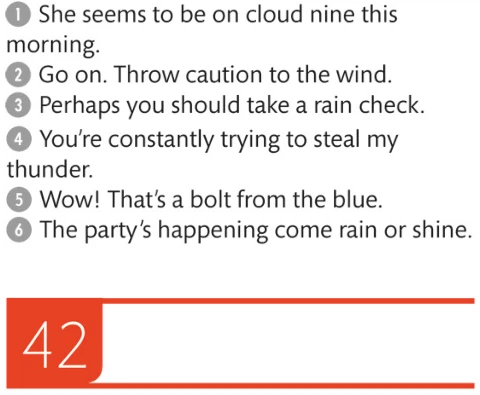 1 She seems to be on cloud nine this
morning.
2 Go on. Throw caution to the wind.
3 Perhaps you should take a rain check.
4 You’re constantly trying to steal my
thunder.
5 Wow! That’s a bolt from the blue.
6 The party’s happening come rain or shine.
42